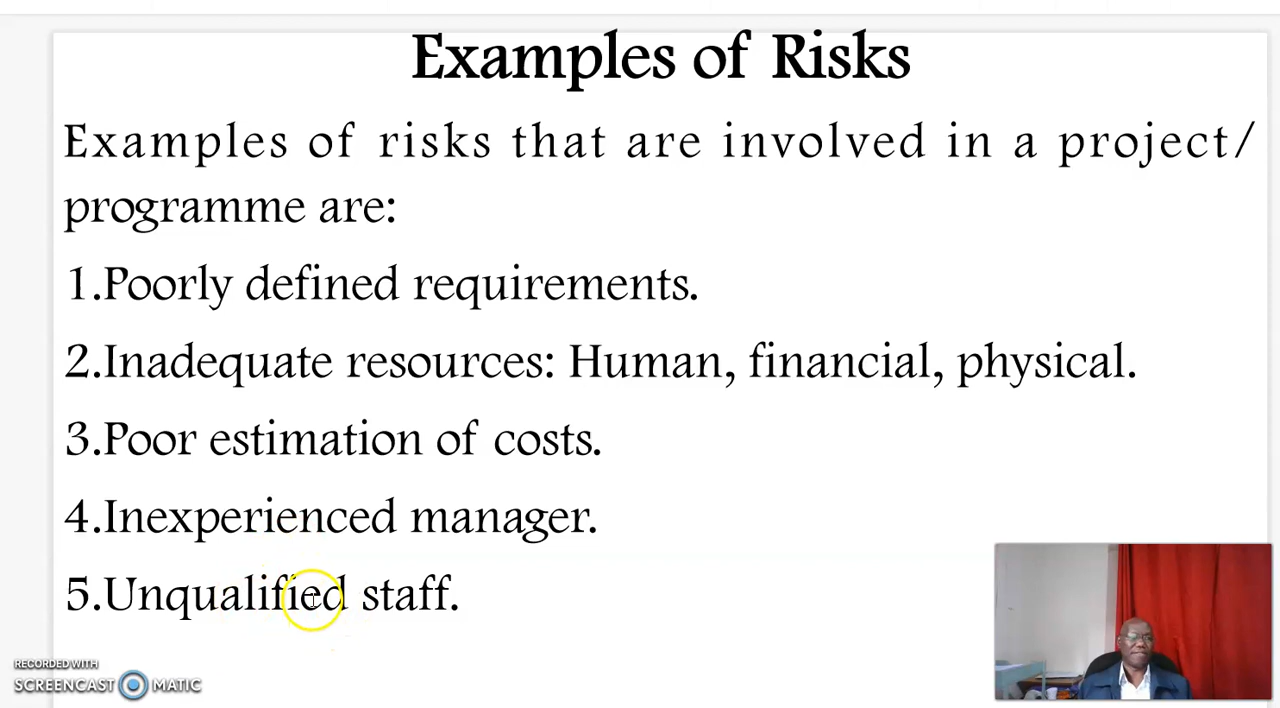 Examples of Risks
Examples of risks that are involved in a project/
programme are:
1.Poorly defined requirements.
2.Inadequate resources: Human, financial, physical.
3.Poor estimation of costs.
4.Inexperienced manager.
5.Unqualified staff.
RECORDED WITH
SCREENCAST MATIC